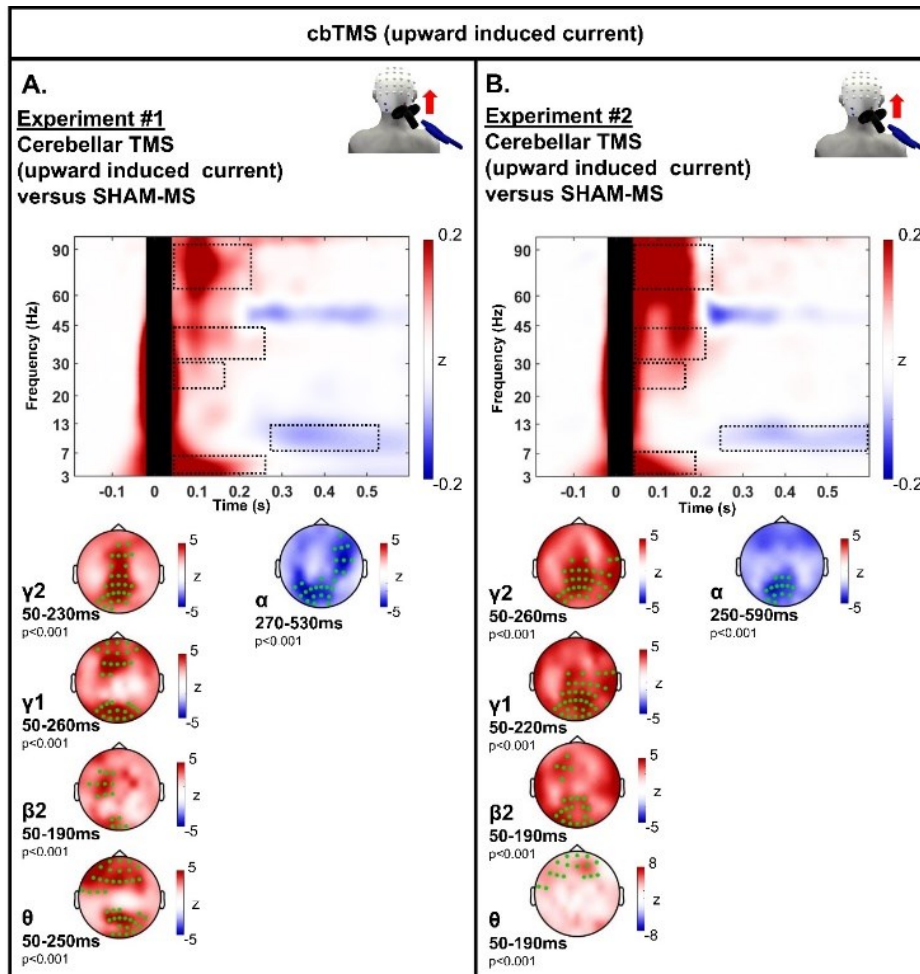 cbTMS (upward induced current)
A.
Experiment #1
Cerebellar TMS
(upward induced current)
versus SHAM-MS
Frequency (Hz)
90
60
45
30
20
13
7
3
-0.1
0
0.1
0.2
0.3
0.4
0.5
Time (s)
0.2
z
-0.2
γ2
50-230ms
p<0.001
5
z
-5
α
270-530ms
p<0.001
5
z
-5
γ1
50-260ms
p<0.001
5
z
-5
β2
50-190ms
p<0.001
5
z
-5
θ
50-250ms
p<0.001
5
z
-5
B.
Experiment #2
Cerebellar TMS
(upward induced current)
versus SHAM-MS
Frequency (Hz)
90
60
45
30
20
13
7
3
-0.1
0
0.1
0.2
0.3
0.4
0.5
Time (s)
0.2
z
-0.2
γ2
50-260ms
p<0.001
5
z
-5
α
250-590ms
p<0.001
5
z
-5
γ1
50-220ms
p<0.001
5
z
-5
β2
50-190ms
p<0.001
5
z
-5
θ
50-190ms
p<0.001
8
z
-8